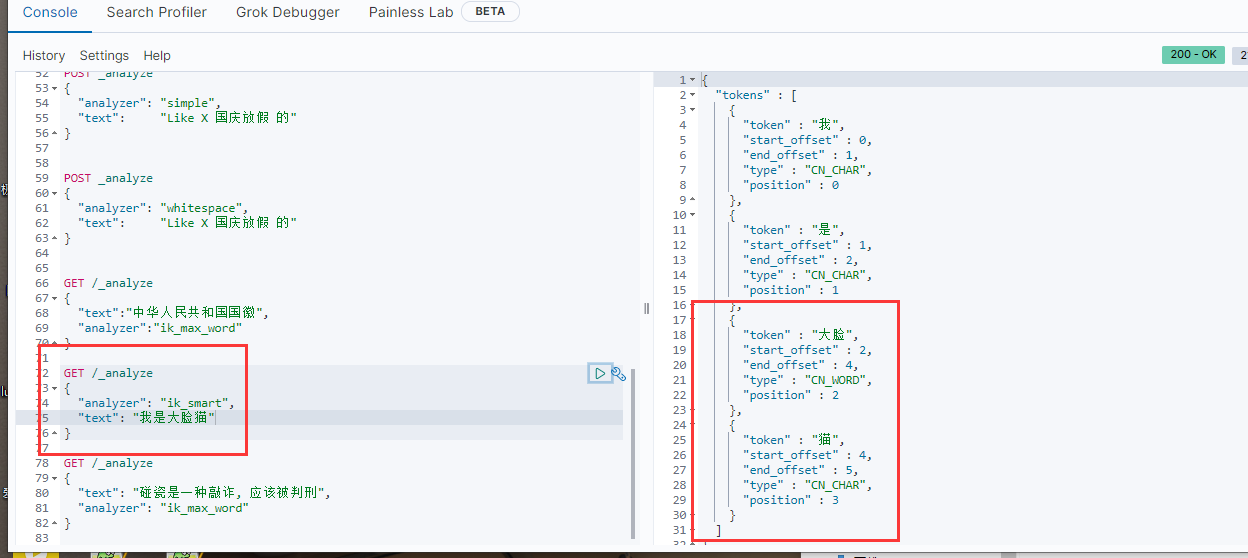 Console Search Profiler Grok Debugger Painless Lab BETA
History Settings Help
200 - OK
52 POST _analyze
53 {
54 "analyzer": "simple",
55 "text": "Like X 国庆放假 的"
56 }
57
58
59 POST _analyze
60 {
61 "analyzer": "whitespace",
62 "text": "Like X 国庆放假 的"
63 }
64
65
66 GET /_analyze
67 {
68 "text":"中华人民共和国国徽",
69 "analyzer":"ik_max_word"
70 }
71
72 GET /_analyze
73 {
74 "analyzer": "ik_smart",
75 "text": "我是大脸猫"
76 }
77
78 GET /_analyze
79 {
80 "text": "碰瓷是一种敲诈, 应该被判刑",
81 "analyzer": "ik_max_word"
82 }
83
1 {
2 "tokens" : [
3 {
4 "token" : "我",
5 "start_offset" : 0,
6 "end_offset" : 1,
7 "type" : "CN_CHAR",
8 "position" : 0
9 },
10 {
11 "token" : "是",
12 "start_offset" : 1,
13 "end_offset" : 2,
14 "type" : "CN_CHAR",
15 "position" : 1
16 },
17 {
18 "token" : "大脸",
19 "start_offset" : 2,
20 "end_offset" : 4,
21 "type" : "CN_WORD",
22 "position" : 2
23 },
24 {
25 "token" : "猫",
26 "start_offset" : 4,
27 "end_offset" : 5,
28 "type" : "CN_CHAR",
29 "position" : 3
30 }
31 ]